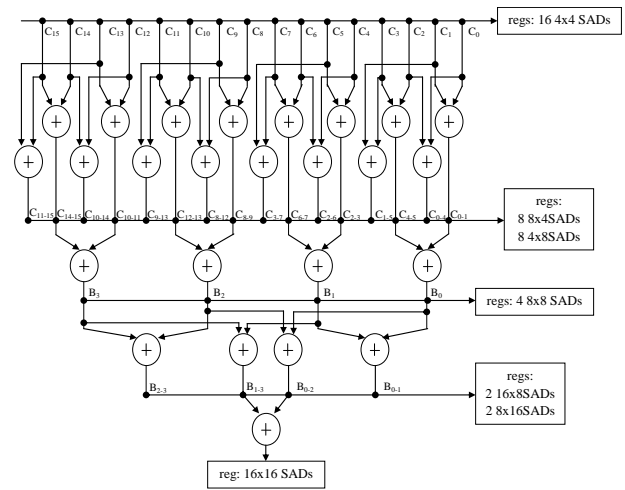 C15 C14 C13 C12 C11 C10 C9 C8 C7 C6 C5 C4 C3 C2 C1 C0
regs: 16 4x4 SADs
+ + + + + + + +
+ + + + + + + +
C11-15 C14-15 C10-14 C10-11 C9-13 C12-13 C8-12 C8-9 C3-7 C6-7 C2-6 C2-3 C1-5 C4-5 C0-4 C0-1
regs:
8 8x4SADs
8 4x8SADs
+ + + +
B3 B2 B1 B0
regs: 4 8x8 SADs
+ + + +
B2-3 B1-3 B0-2 B0-1
regs:
2 16x8SADs
2 8x16SADs
+
reg: 16x16 SADs